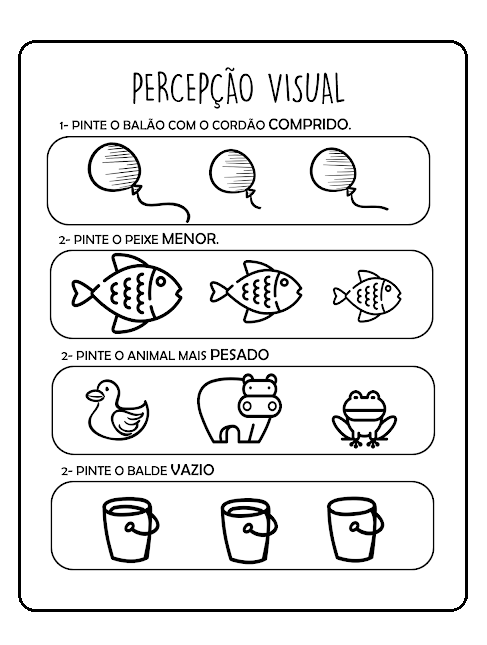 PERCEPÇÃO VISUAL
1- PINTE O BALÃO COM O CORDÃO COMPRIDO.
2- PINTE O PEIXE MENOR.
2- PINTE O ANIMAL MAIS PESADO
2- PINTE O BALDE VAZIO